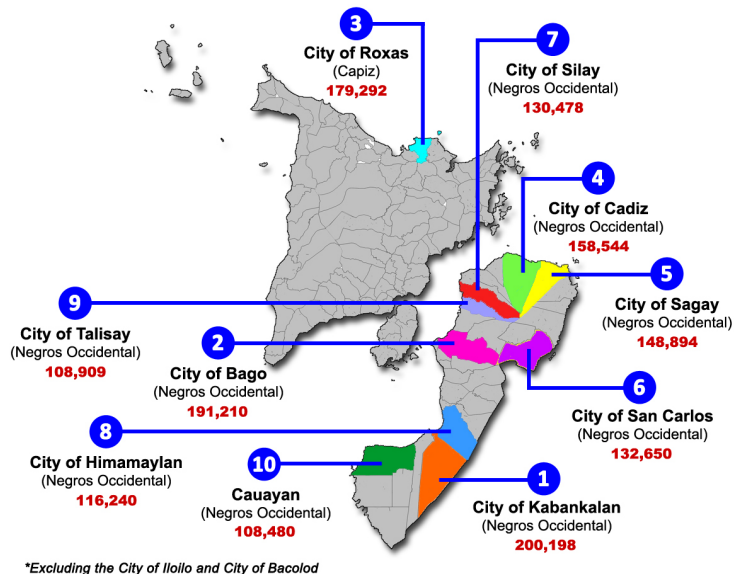 3
City of Roxas
(Capiz)
179,292
7
City of Silay
(Negros Occidental)
130,478
4
City of Cadiz
(Negros Occidental)
158,544
5
City of Sagay
(Negros Occidental)
148,894
9
City of Talisay
(Negros Occidental)
108,909
2
City of Bago
(Negros Occidental)
191,210
6
City of San Carlos
(Negros Occidental)
132,650
8
City of Himamaylan
(Negros Occidental)
116,240
10
Cauayan
(Negros Occidental)
108,480
1
City of Kabankalan
(Negros Occidental)
200,198
*Excluding the City of Iloilo and City of Bacolod